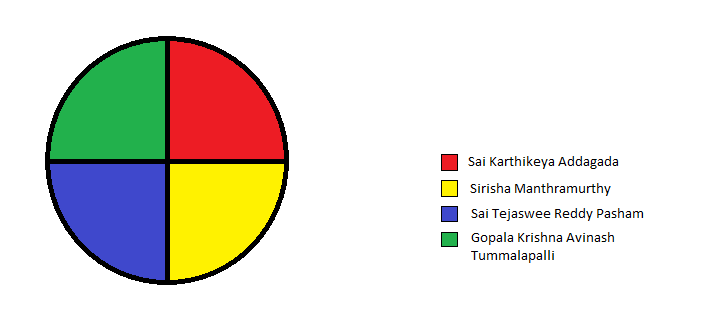 Sai Karthikeya Addagada
Sirisha Manthramurthy
Sai Tejaswee Reddy Pasham
Gopala Krishna Avinash
Tummalapalli